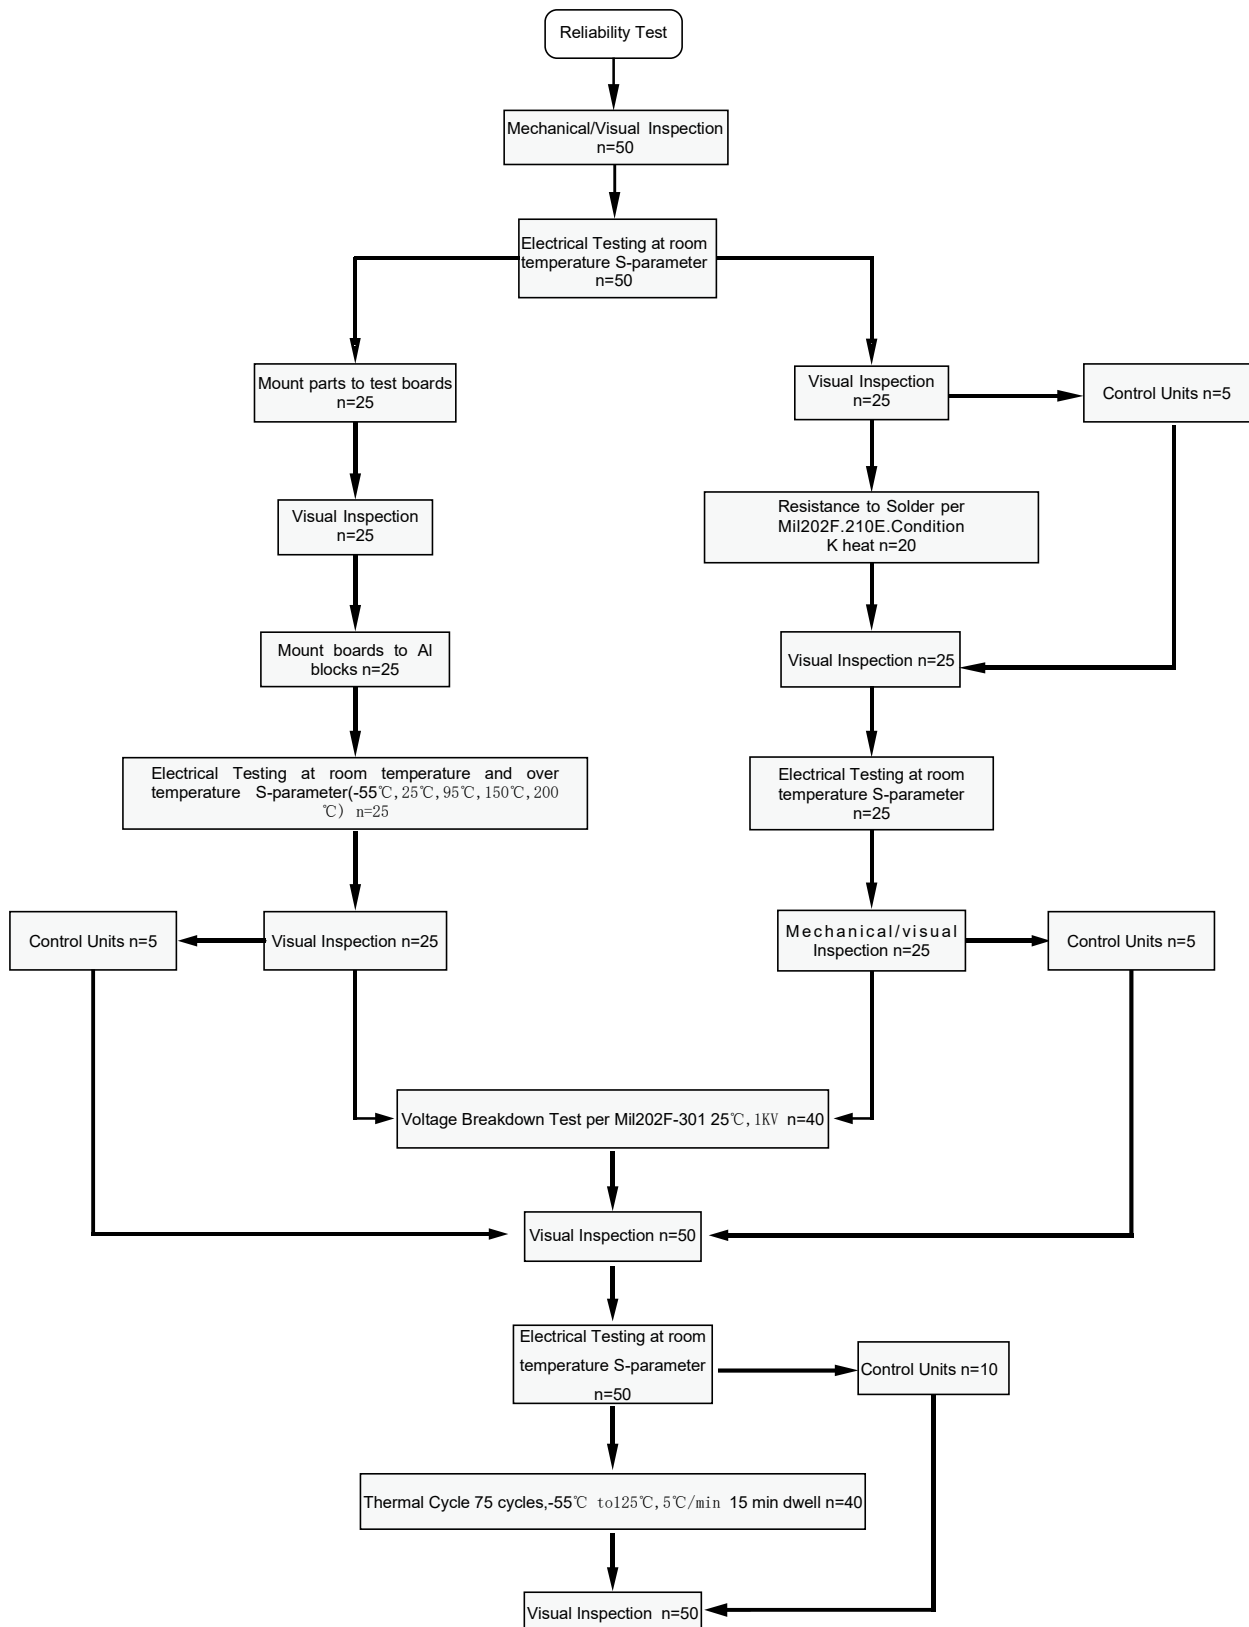 Reliability Test
Mechanical/Visual Inspection
n=50
Electrical Testing at room
temperature S-parameter
n=50
Mount parts to test boards
n=25
Visual Inspection
n=25
Control Units n=5
Visual Inspection
n=25
Resistance to Solder per
Mil202F.210E.Condition
K heat n=20
Mount boards to Al
blocks n=25
Visual Inspection n=25
Electrical Testing at room temperature and over
temperature S-parameter(-55℃,25℃,95℃,150℃,200
℃) n=25
Electrical Testing at room
temperature S-parameter
n=25
Control Units n=5
Visual Inspection n=25
Mechanical/visual
Inspection n=25
Control Units n=5
Voltage Breakdown Test per Mil202F-301 25℃,1KV n=40
Visual Inspection n=50
Electrical Testing at room
temperature S-parameter
n=50
Control Units n=10
Thermal Cycle 75 cycles,-55℃ to125℃,5℃/min 15 min dwell n=40
Visual Inspection n=50